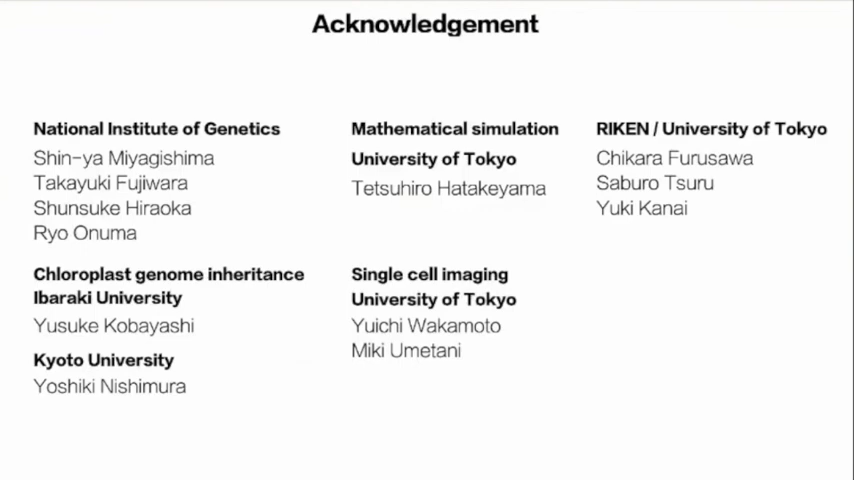 Acknowledgement
National Institute of Genetics
Shin-ya Miyagishima
Takayuki Fujiwara
Shunsuke Hiraoka
Ryo Onuma
Chloroplast genome inheritance
Ibaraki University
Yusuke Kobayashi
Kyoto University
Yoshiki Nishimura
Mathematical simulation
University of Tokyo
Tetsuhiro Hatakeyama
Single cell imaging
University of Tokyo
Yuichi Wakamoto
Miki Umetani
RIKEN / University of Tokyo
Chikara Furusawa
Saburo Tsuru
Yuki Kanai